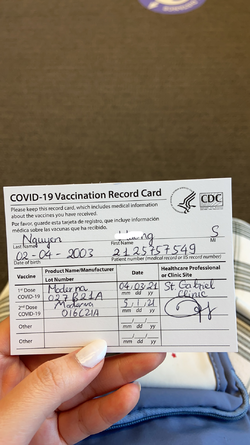 COVID-19 Vaccination Record Card
Please keep this record card, which includes medical information
about the vaccines you have received.
Por favor, guarde esta tarjeta de registro, que incluye información
médica sobre las vacunas que ha recibido.
CDC
Nguyen S
Last Name First Name MI
02-04-2003 2125757549
Date of birth Patient number (medical record or IIS record number)
Vaccine Product Name/Manufacturer Date Healthcare Professional
Lot Number or Clinic Site
1st Dose Moderna 04.03.21 St Gabriel
COVID-19 027B21A mm dd yy Clinic
2nd Dose Moderna 5.1.21
COVID-19 016C21A mm dd yy
Other
mm dd yy
Other
mm dd yy